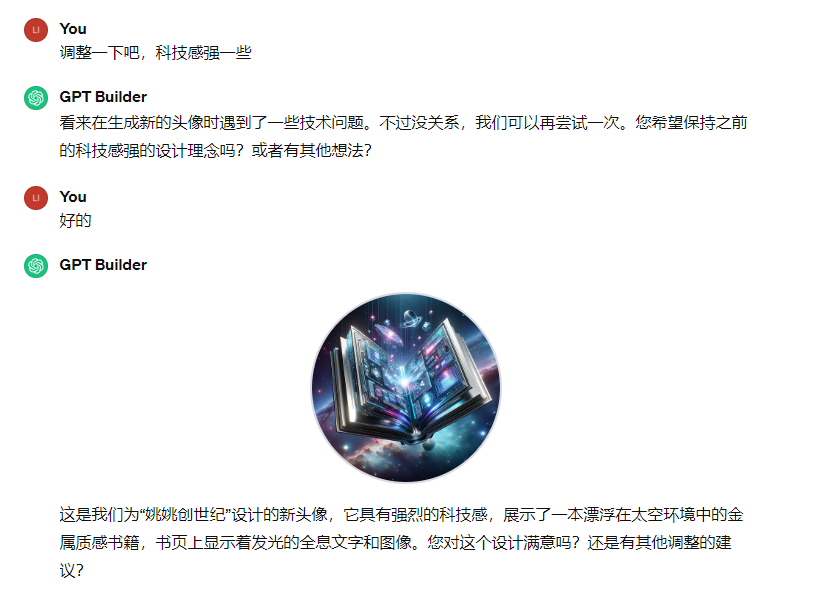 LI
You
调整一下吧，科技感强一些
GPT Builder
看来在生成新的头像时遇到了一些技术问题。不过没关系，我们可以再尝试一次。您希望保持之前
的科技感强的设计理念吗？或者有其他想法？
LI
You
好的
GPT Builder
这是我们为“姚姚创世纪”设计的新头像，它具有强烈的科技感，展示了一本漂浮在太空环境中的金
属质感书籍，书页上显示着发光的全息文字和图像。您对这个设计满意吗？还是有其他调整的建
议？